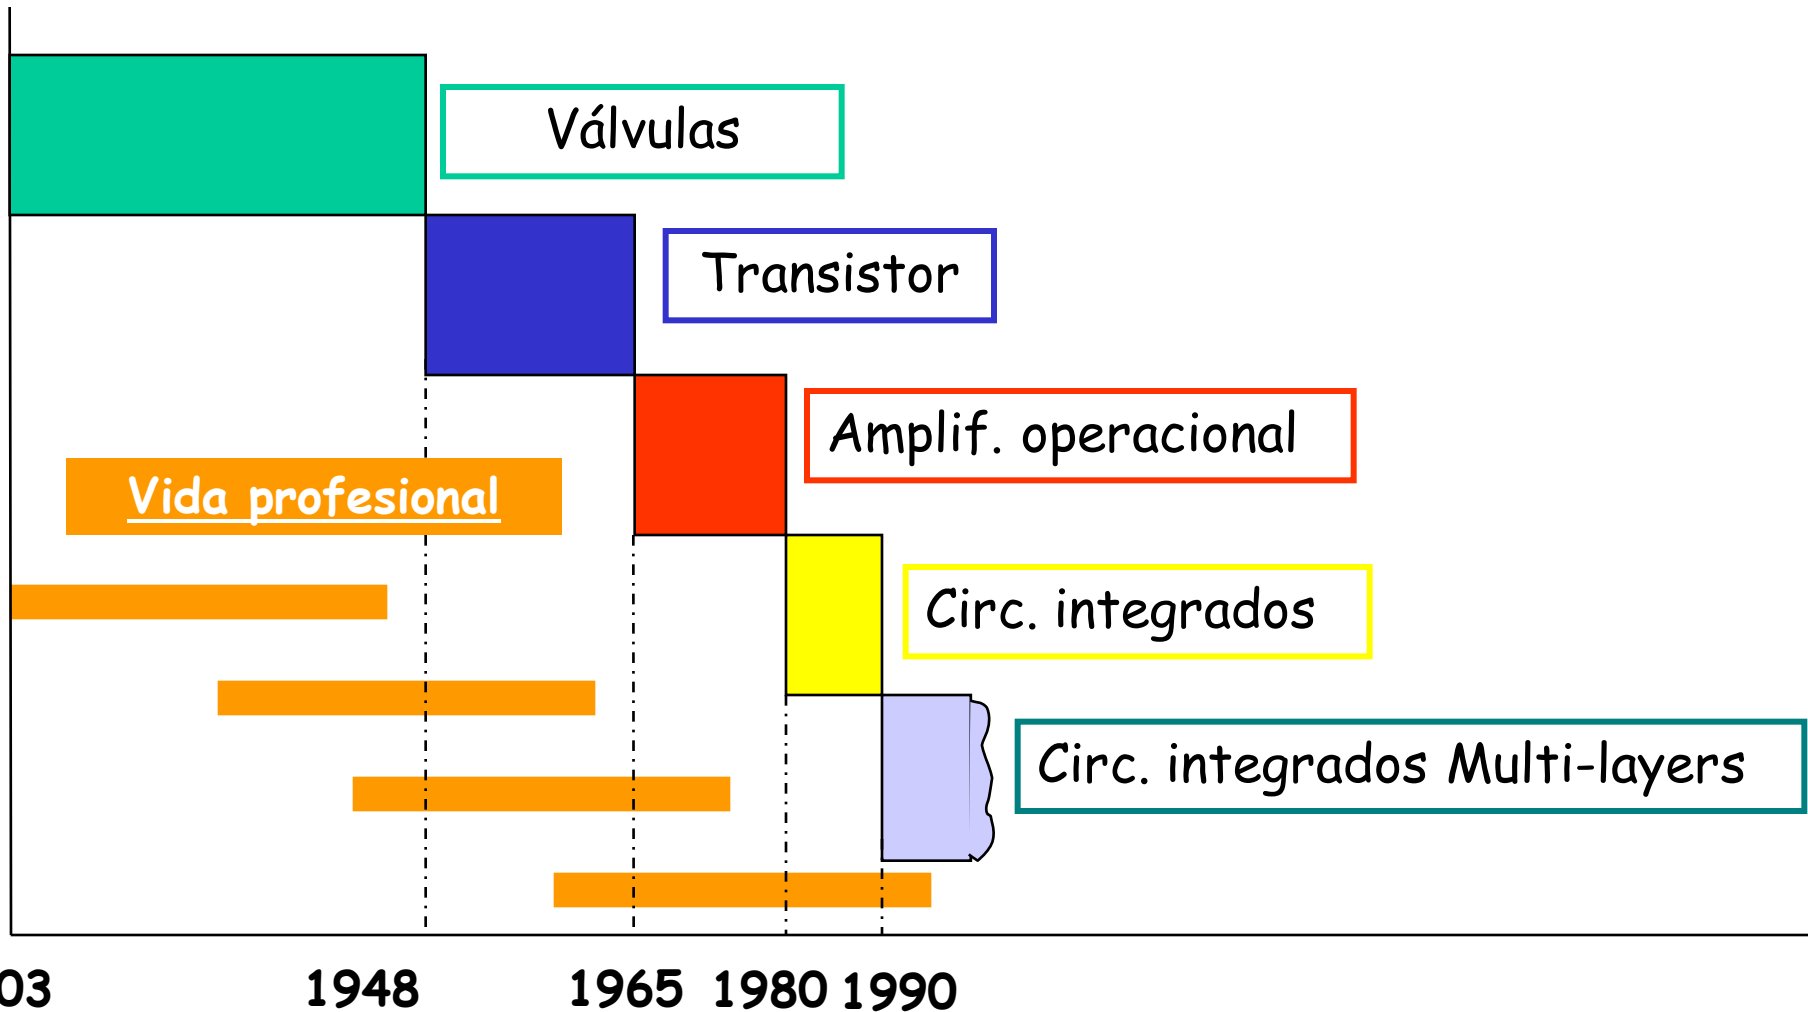 Válvulas
Transistor
Amplif. operacional
Vida profesional
Circ. integrados
Circ. integrados Multi-layers
03 1948 1965 1980 1990